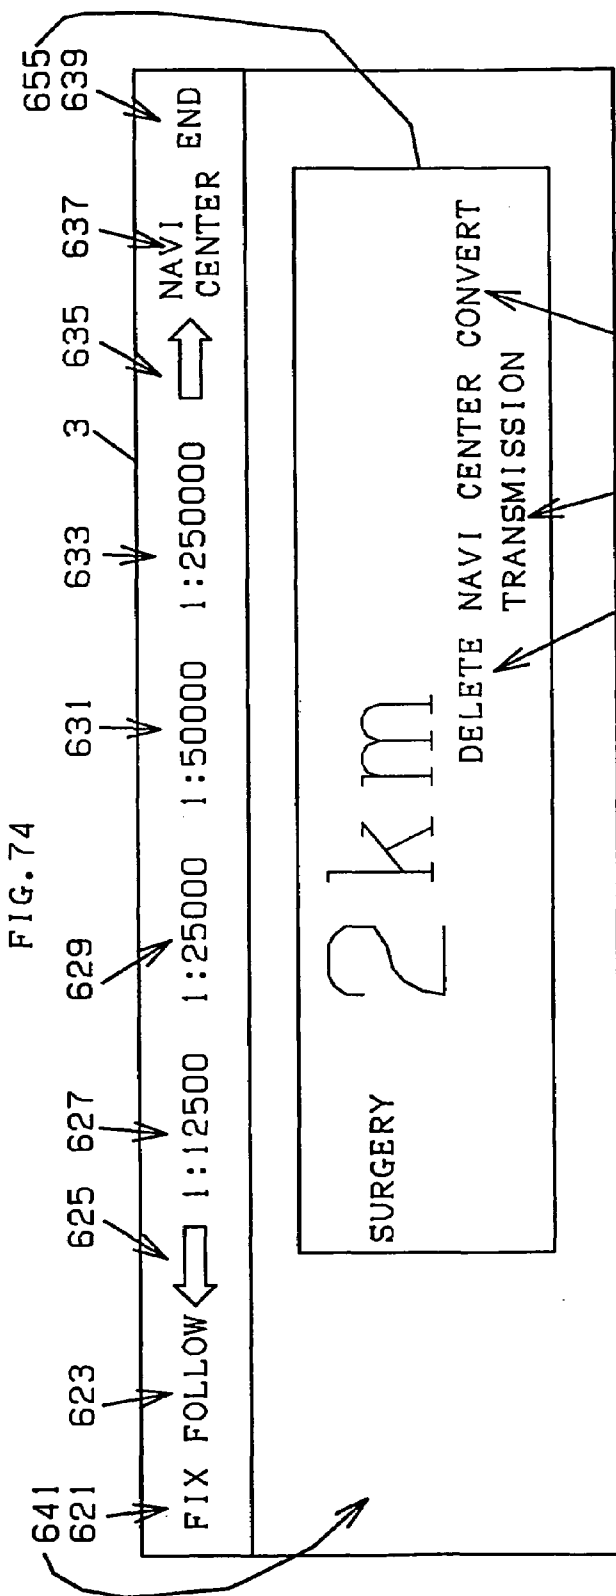 FIG.74
641
621
623
625
627
629
631
633
3
635
637
655
639
FIX FOLLOW 1:12500 1:25000 1:50000 1:250000 NAVI CENTER END
SURGERY
2km
DELETE NAVI CENTER CONVERT
TRANSMISSION